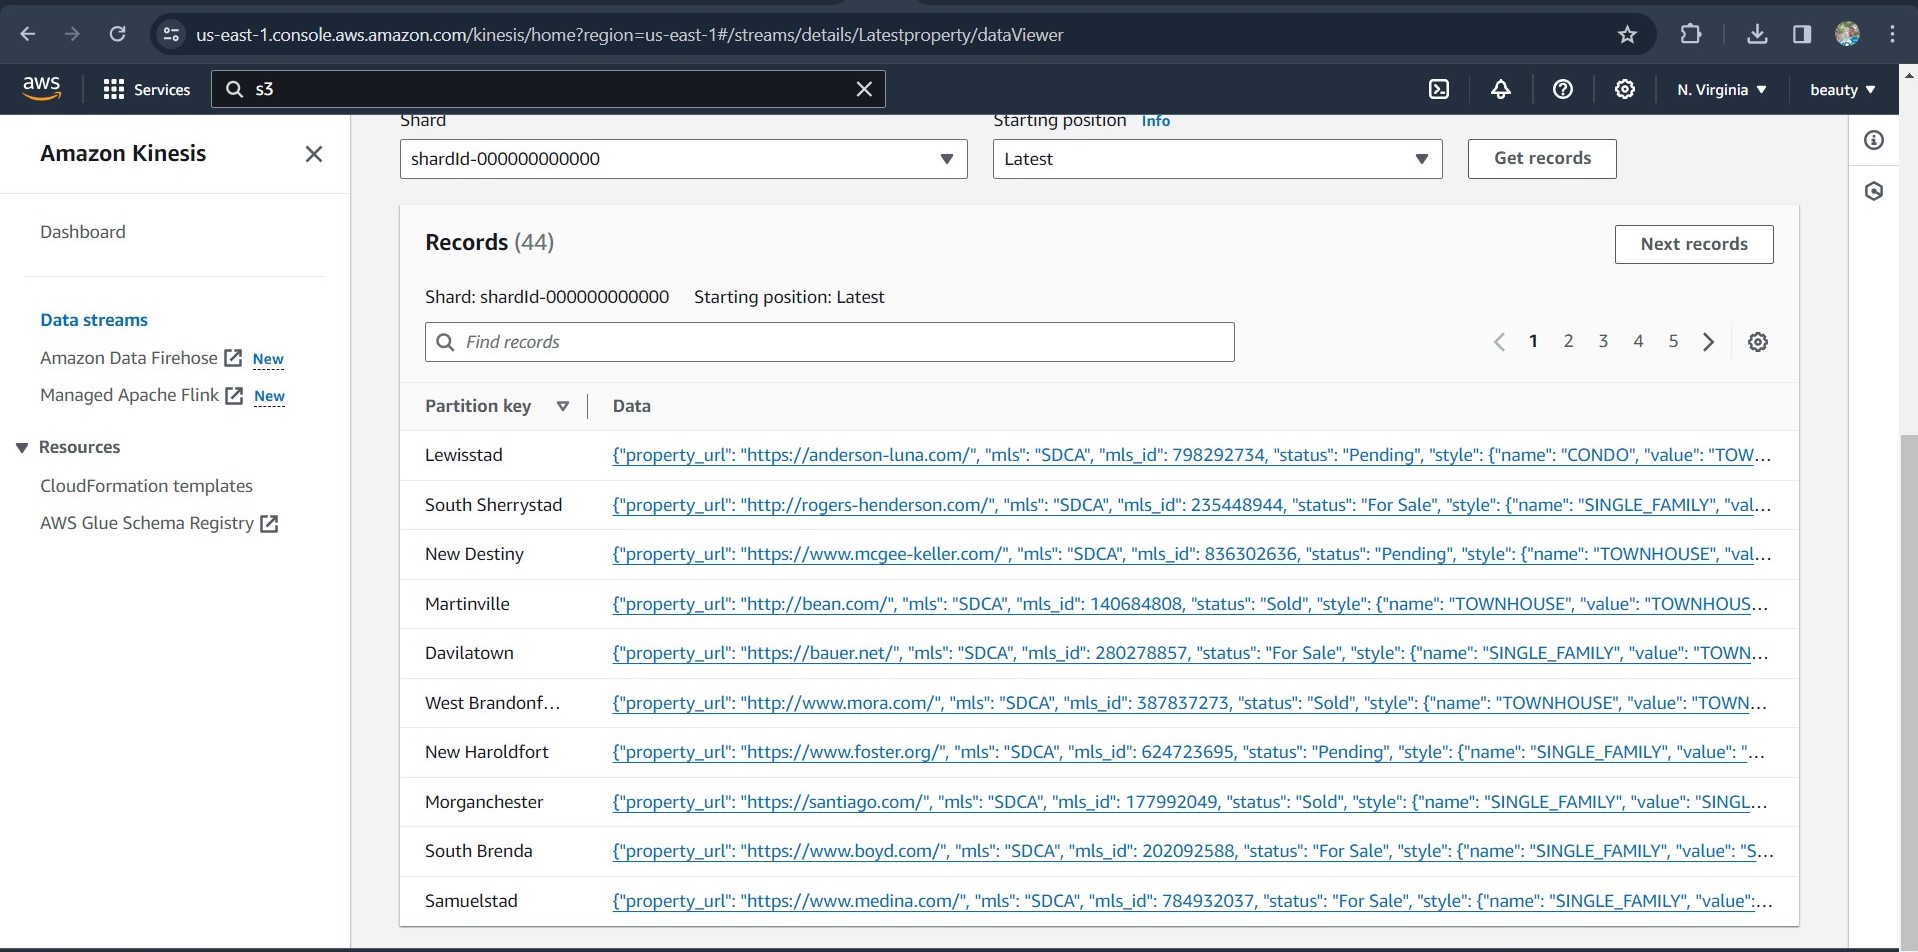 us-east-1.console.aws.amazon.com/kinesis/home?region=us-east-1#/streams/details/Latestproperty/dataViewer
aws
Services
s3
N. Virginia
beauty
Amazon Kinesis
Dashboard
Data streams
Amazon Data Firehose New
Managed Apache Flink New
Resources
CloudFormation templates
AWS Glue Schema Registry
Shard
Starting position Info
shardId-000000000000
Latest
Get records
Records (44)
Next records
Shard: shardId-000000000000 Starting position: Latest
Find records
1 2 3 4 5
Partition key Data
Lewisstad {"property_url": "https://anderson-luna.com/", "mls": "SDCA", "mls_id": 798292734, "status": "Pending", "style": {"name": "CONDO", "value": "TOW...
South Sherrystad {"property_url": "http://rogers-henderson.com/", "mls": "SDCA", "mls_id": 235448944, "status": "For Sale", "style": {"name": "SINGLE_FAMILY", "val...
New Destiny {"property_url": "https://www.mcgee-keller.com/", "mls": "SDCA", "mls_id": 836302636, "status": "Pending", "style": {"name": "TOWNHOUSE", "val...
Martinville {"property_url": "http://bean.com/", "mls": "SDCA", "mls_id": 140684808, "status": "Sold", "style": {"name": "TOWNHOUSE", "value": "TOWNHOUS...
Davilatown {"property_url": "https://bauer.net/", "mls": "SDCA", "mls_id": 280278857, "status": "For Sale", "style": {"name": "SINGLE_FAMILY", "value": "TOWN...
West Brandonf... {"property_url": "http://www.mora.com/", "mls": "SDCA", "mls_id": 387837273, "status": "Sold", "style": {"name": "TOWNHOUSE", "value": "TOWN...
New Haroldfort {"property_url": "https://www.foster.org/", "mls": "SDCA", "mls_id": 624723695, "status": "Pending", "style": {"name": "SINGLE_FAMILY", "value": "...
Morganchester {"property_url": "https://santiago.com/", "mls": "SDCA", "mls_id": 177992049, "status": "Sold", "style": {"name": "SINGLE_FAMILY", "value": "SINGL...
South Brenda {"property_url": "https://www.boyd.com/", "mls": "SDCA", "mls_id": 202092588, "status": "For Sale", "style": {"name": "SINGLE_FAMILY", "value": "S...
Samuelstad {"property_url": "https://www.medina.com/", "mls": "SDCA", "mls_id": 784932037, "status": "For Sale", "style": {"name": "SINGLE_FAMILY", "value":...